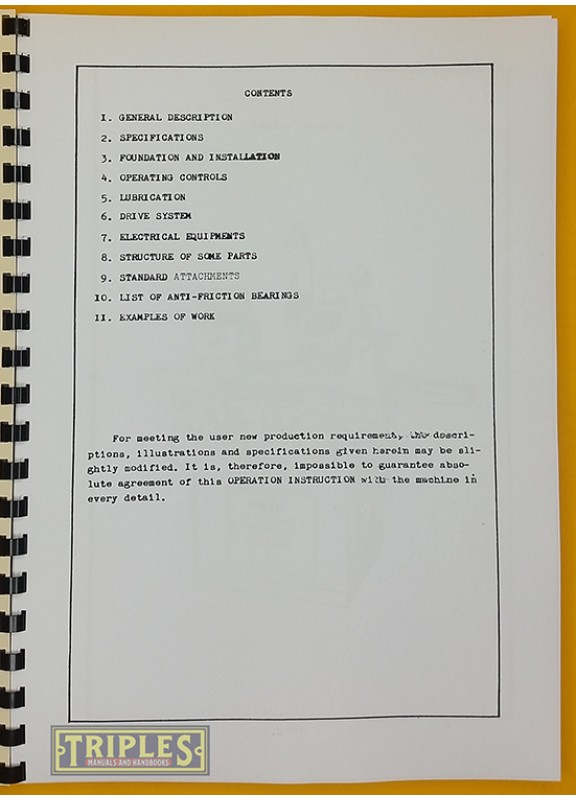 CONTENTS
1. GENERAL DESCRIPTION
2. SPECIFICATIONS
3. FOUNDATION AND INSTALLATION
4. OPERATING CONTROLS
5. LUBRICATION
6. DRIVE SYSTEM
7. ELECTRICAL EQUIPMENTS
8. STRUCTURE OF SOME PARTS
9. STANDARD ATTACHMENTS
10. LIST OF ANTI-FRICTION BEARINGS
11. EXAMPLES OF WORK
For meeting the user new production requirement, the descri-
ptions, illustrations and specifications given herein may be sli-
ghtly modified. It is, therefore, impossible to guarantee abso-
lute agreement of this OPERATION INSTRUCTION with the machine in
every detail.
TRIPLES
MANUALS AND HANDBOOKS